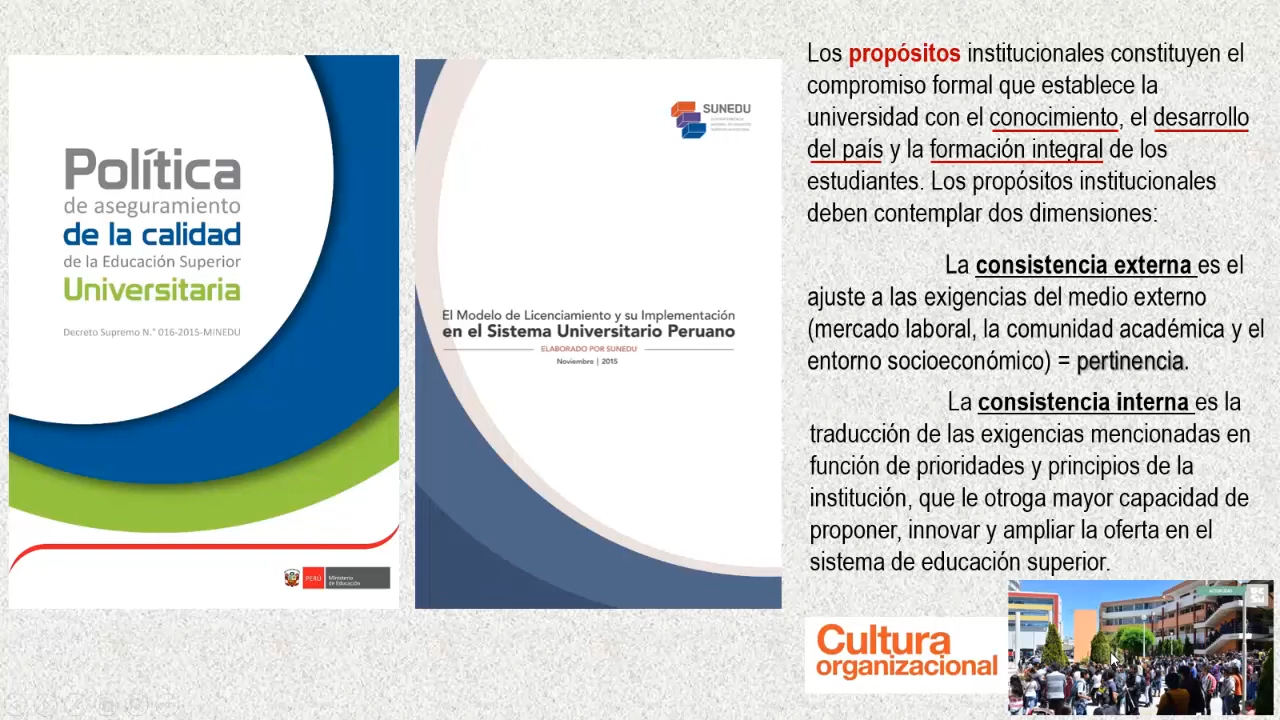 Política
de aseguramiento
de la calidad
de la Educación Superior
Universitaria
Decreto Supremo N.° 016-2015-MINEDU
PERÚ
Ministerio
de Educación
SUNEDU
El Modelo de Licenciamiento y su Implementación
en el Sistema Universitario Peruano
ELABORADO POR SUNEDU
Noviembre | 2015
Los propósitos institucionales constituyen el
compromiso formal que establece la
universidad con el conocimiento, el desarrollo
del país y la formación integral de los
estudiantes. Los propósitos institucionales
deben contemplar dos dimensiones:
La consistencia externa es el
ajuste a las exigencias del medio externo
(mercado laboral, la comunidad académica y el
entorno socioeconómico) = pertinencia.
La consistencia interna es la
traducción de las exigencias mencionadas en
función de prioridades y principios de la
institución, que le otroga mayor capacidad de
proponer, innovar y ampliar la oferta en el
sistema de educación superior.
Cultura
organizacional